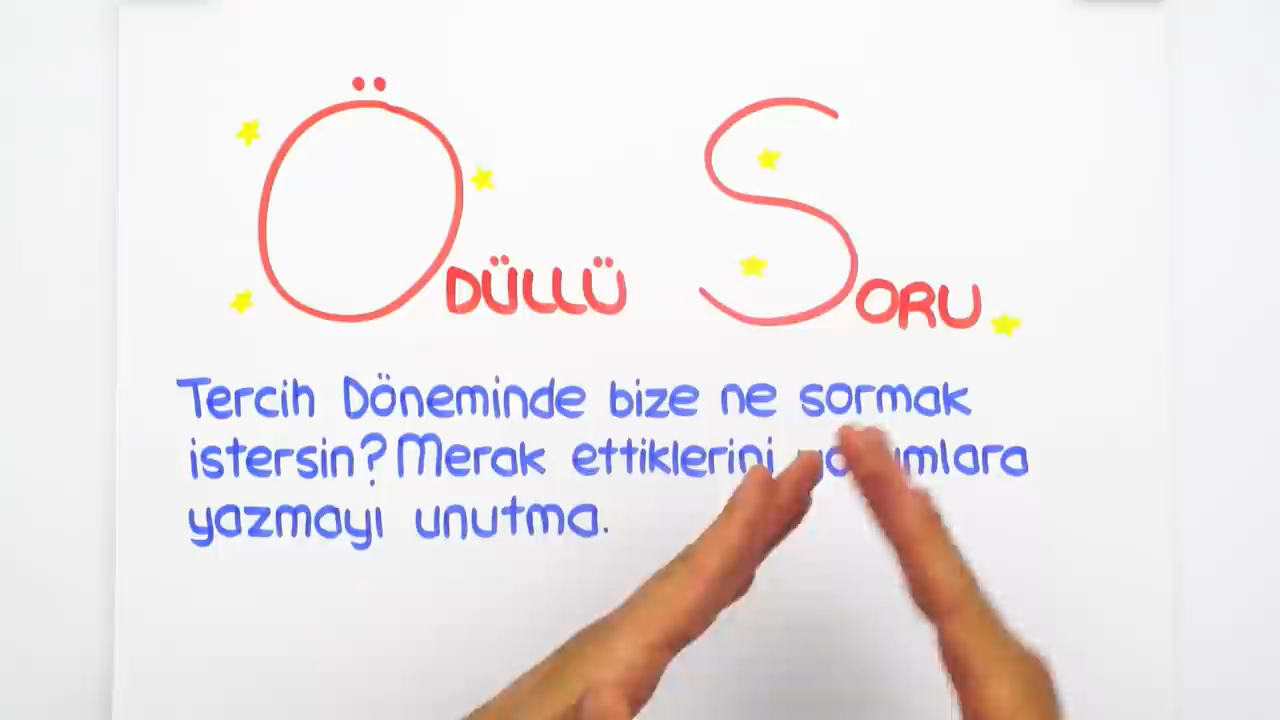 ÖDÜLLÜ SORU
Tercih Döneminde bize ne sormak
istersin? Merak ettiklerini
yazmayı unutma.